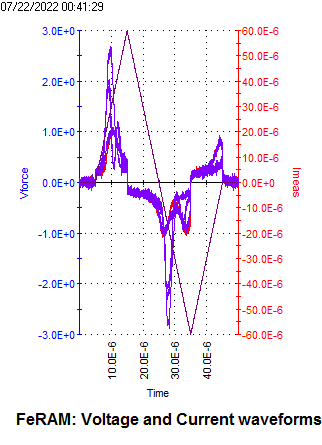 07/22/2022 00:41:29
3.0E+0
2.0E+0
1.0E+0
0.0E+0
-1.0E+0
-2.0E+0
-3.0E+0
Vforce
60.0E-6
50.0E-6
40.0E-6
30.0E-6
20.0E-6
10.0E-6
0.0E+0
-10.0E-6
-20.0E-6
-30.0E-6
-40.0E-6
-50.0E-6
-60.0E-6
Imeas
10.0E-6
20.0E-6
30.0E-6
40.0E-6
Time
FeRAM: Voltage and Current waveforms